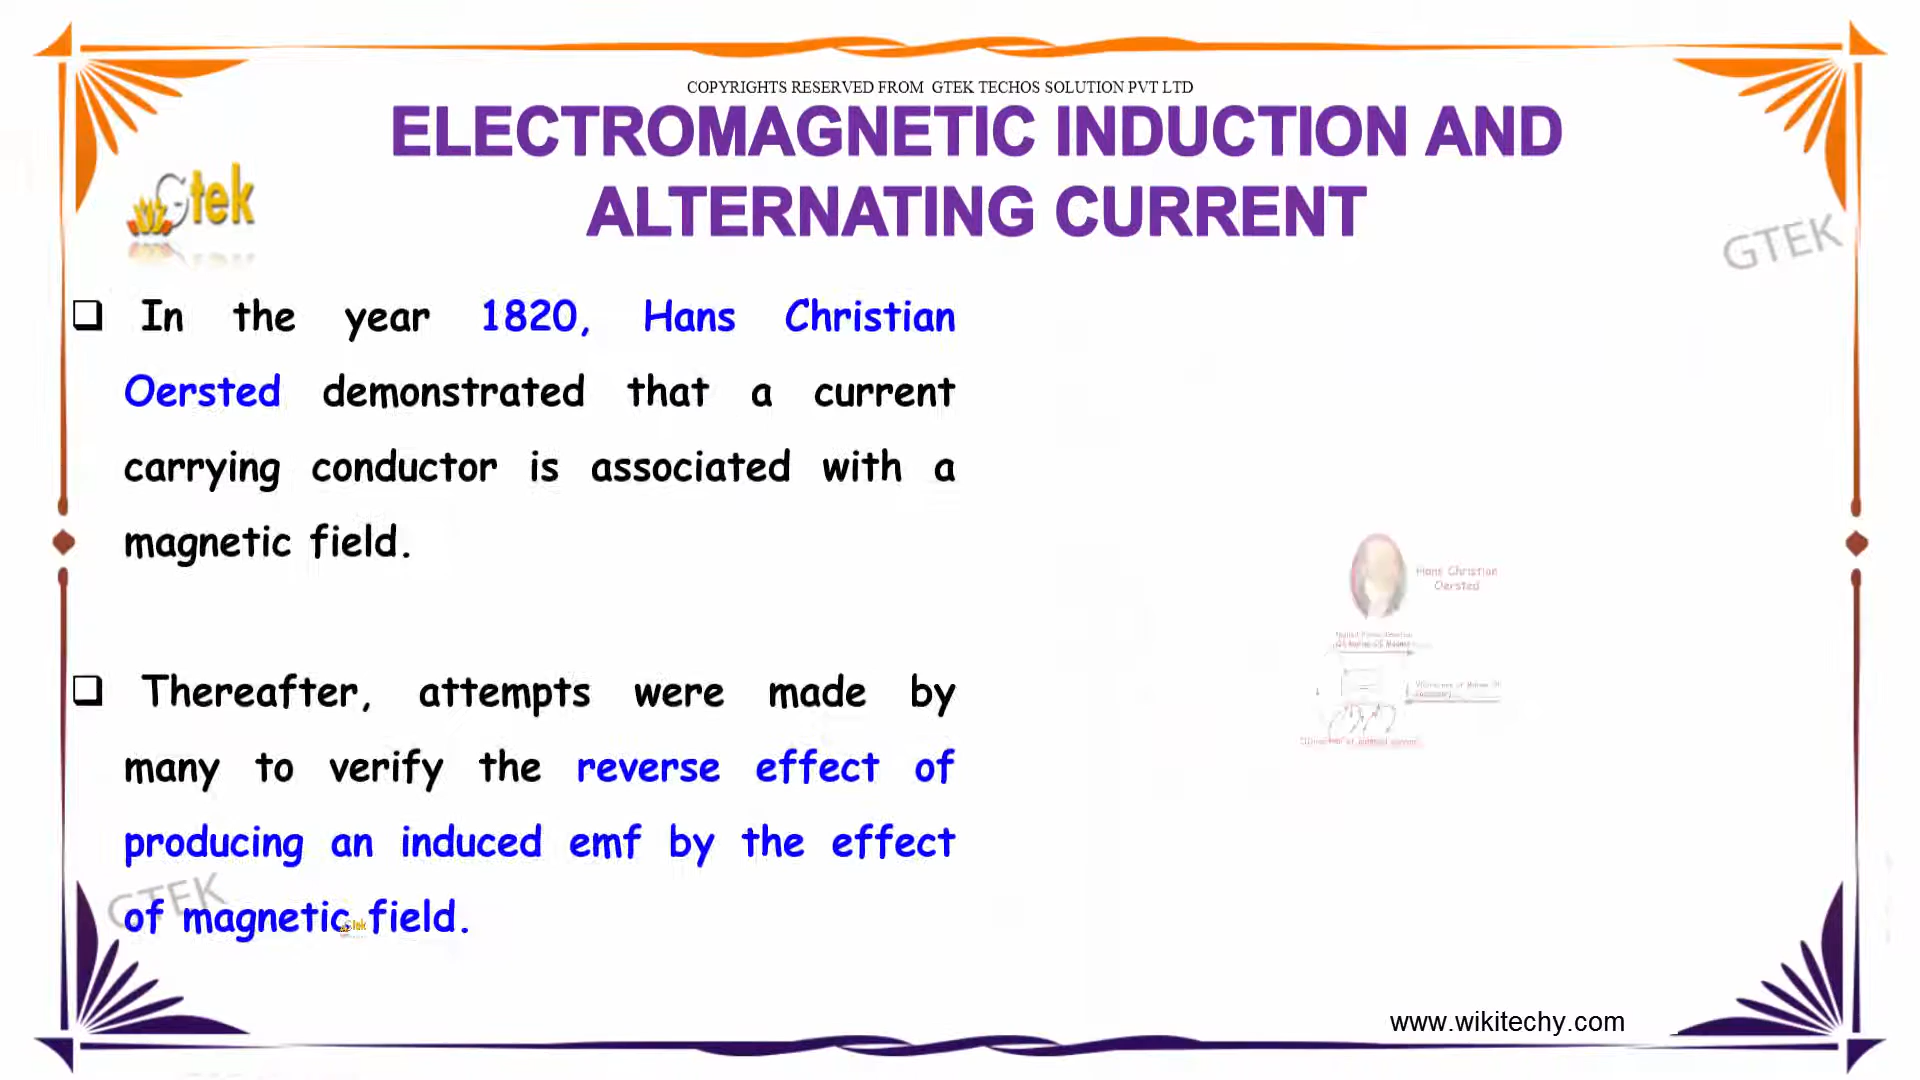 COPYRIGHTS RESERVED FROM GTEK TECHOS SOLUTION PVT LTD
ELECTROMAGNETIC INDUCTION AND
ALTERNATING CURRENT
Gtek
GTEK
❑ In the year 1820, Hans Christian
Oersted demonstrated that a current
carrying conductor is associated with a
magnetic field.
Hans Christian
Oersted
❑ Thereafter, attempts were made by
many to verify the reverse effect of
producing an induced emf by the effect
of magnetic field.
GTEK
www.wikitechy.com